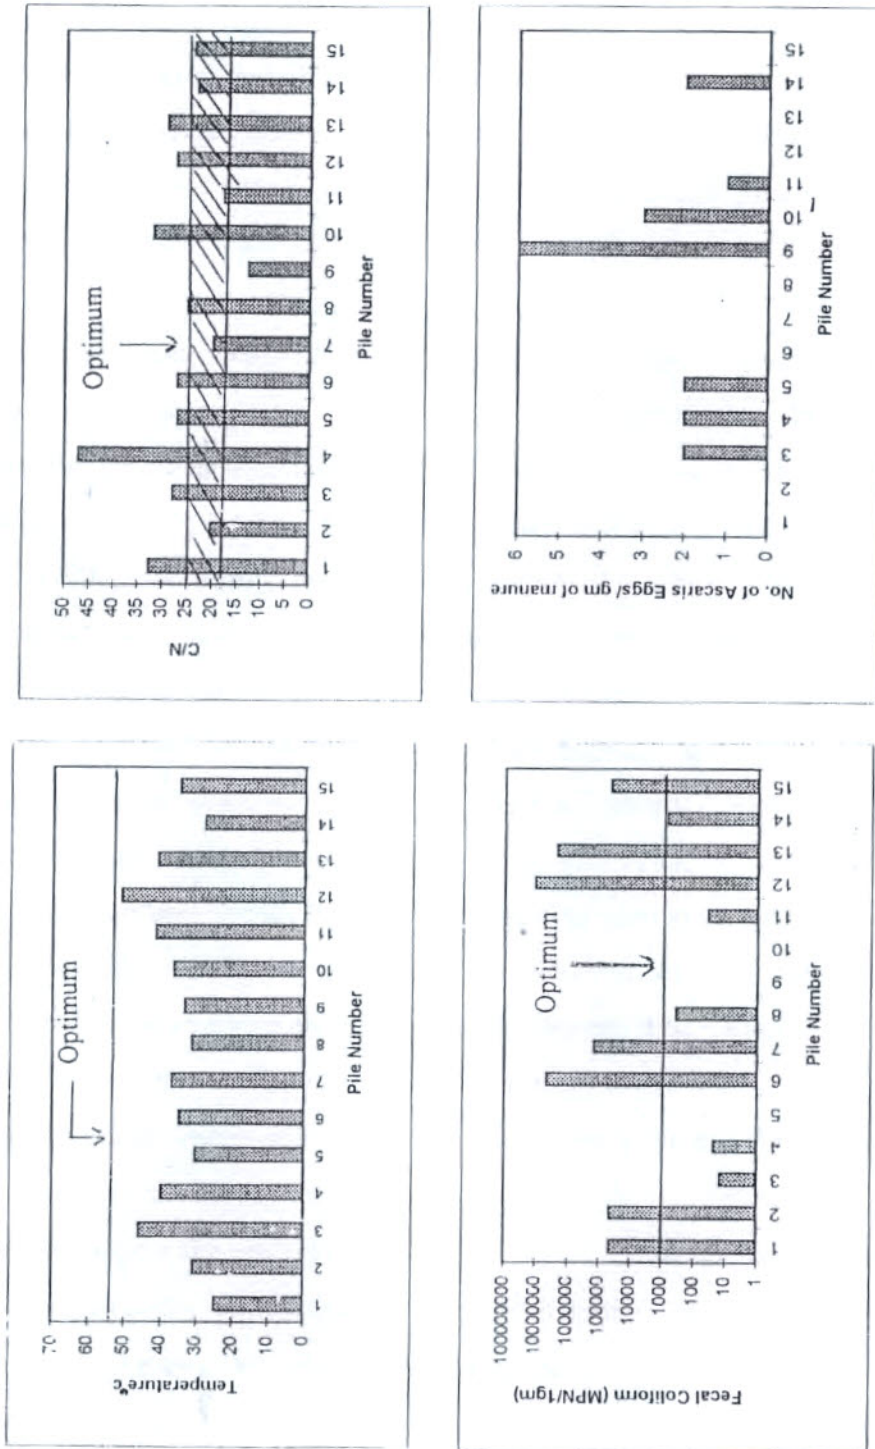 C/N
50
45
40
35
30
25
20
15
10
5
0
Optimum
1 2 3 4 5 6 7 8 9 10 11 12 13 14 15
Pile Number
No. of Ascaris Eggs/ gm of manure
6
5
4
3
2
1
0
1 2 3 4 5 6 7 8 9 10 11 12 13 14 15
Pile Number
Temperature°c
70
60
50
40
30
20
10
0
Optimum
1 2 3 4 5 6 7 8 9 10 11 12 13 14 15
Pile Number
Fecal Coliform (MPN/1gm)
100000000
10000000
1000000
100000
10000
1000
100
10
1
Optimum
1 2 3 4 5 6 7 8 9 10 11 12 13 14 15
Pile Number